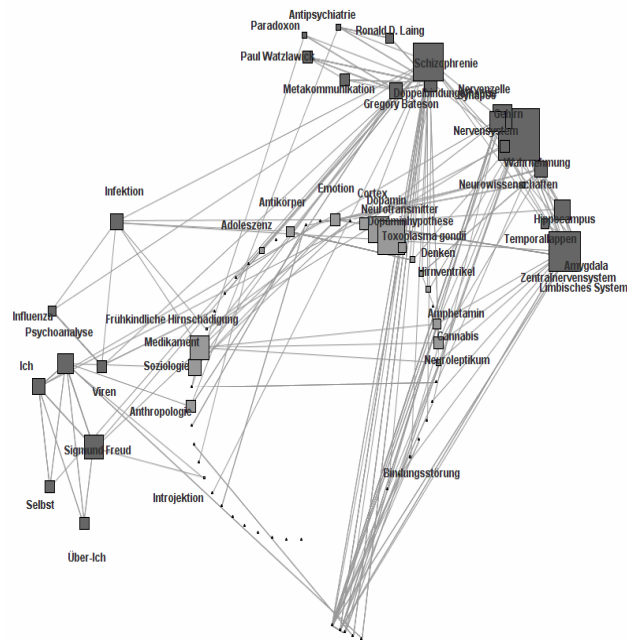 Antipsychiatrie
Paradoxon
Ronald D. Laing
Paul Watzlawick
Schizophrenie
Metakommunikation
Doppelbindungstheorie
Nervenzelle
Synapse
Gregory Bateson
Gehirn
Nervensystem
Wahrnehmung
Neurowissenschaften
Infektion
Emotion
Cortex
Antikörper
Dopamin
Neurotransmitter
Dopaminhypothese
Adoleszenz
Hippocampus
Toxoplasma gondii
Temporallappen
Denken
Amygdala
Hirnventrikel
Zentralnervensystem
Limbisches System
Influenza
Frühkindliche Hirnschädigung
Amphetamin
Psychoanalyse
Medikament
Cannabis
Ich
Soziologie
Neuroleptikum
Viren
Anthropologie
Sigmund Freud
Bindungsstörung
Introjektion
Selbst
Über-Ich